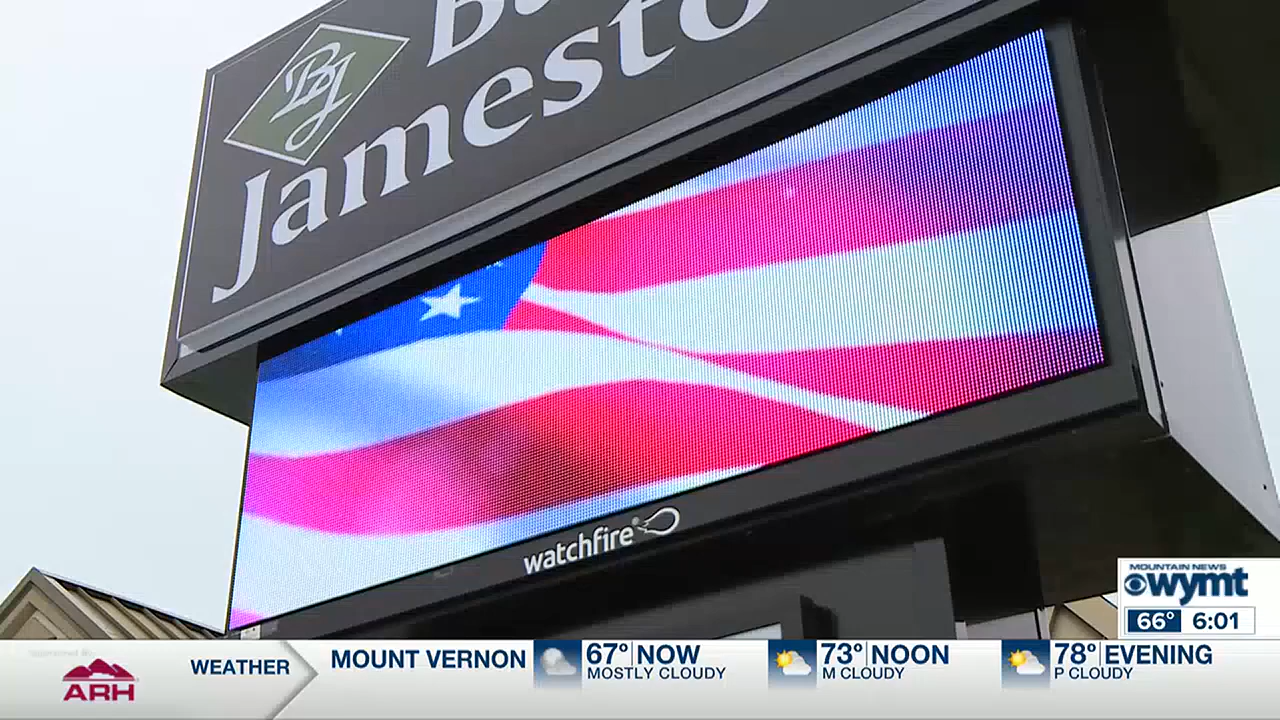 BJ
Jamesto
watchfire
MOUNTAIN NEWS
wymt
66° 6:01
ARH
WEATHER
MOUNT VERNON
67° NOW
MOSTLY CLOUDY
73° NOON
M CLOUDY
78° EVENING
P CLOUDY